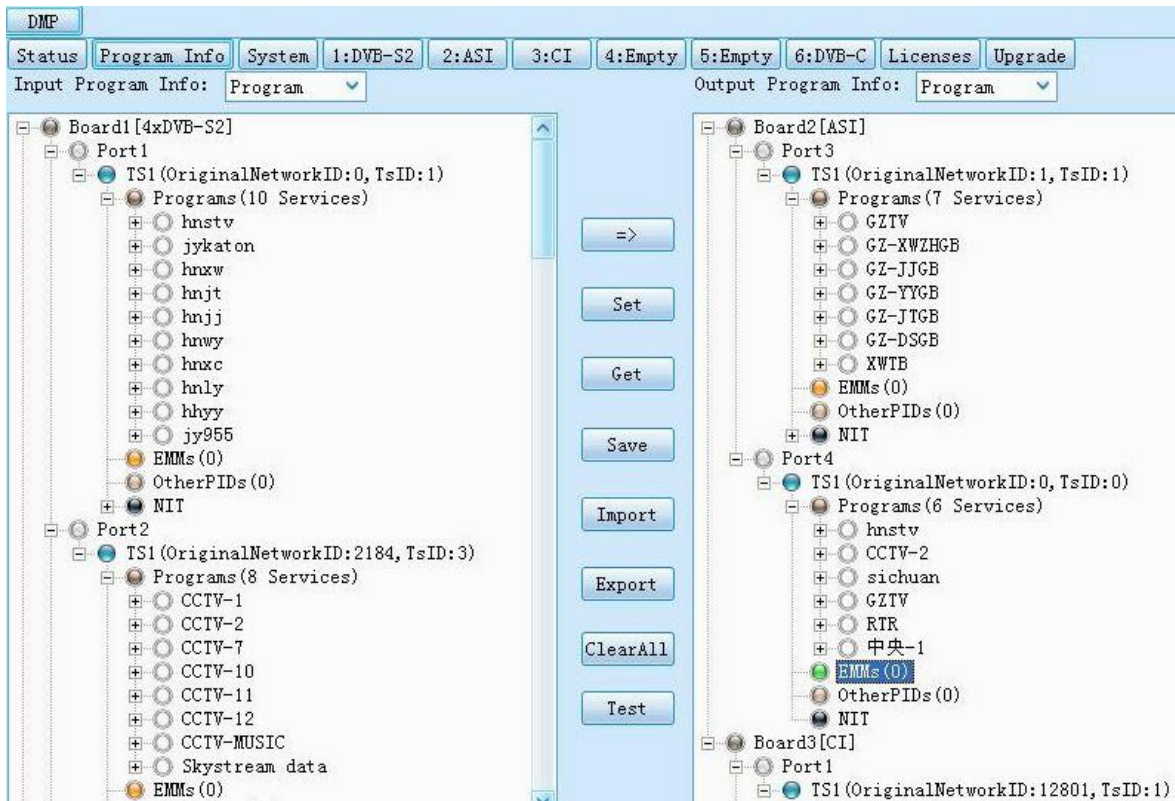 DMP
Status Program Info System 1:DVB-S2 2:ASI 3:CI 4:Empty 5:Empty 6:DVB-C Licenses Upgrade
Input Program Info: Program
Board1[4xDVB-S2]
Port1
TS1(OriginalNetworkID:0,TsID:1)
Programs(10 Services)
hnstv
jykaton
hnxw
hnjt
hnjj
hnwy
hnxc
hnly
hhyy
jy955
EMMs(0)
OtherPIDs(0)
NIT
Port2
TS1(OriginalNetworkID:2184,TsID:3)
Programs(8 Services)
CCTV-1
CCTV-2
CCTV-7
CCTV-10
CCTV-11
CCTV-12
CCTV-MUSIC
Skystream data
EMMs(0)
=>
Set
Get
Save
Import
Export
ClearAll
Test
Output Program Info: Program
Board2[ASI]
Port3
TS1(OriginalNetworkID:1,TsID:1)
Programs(7 Services)
GZTV
GZ-XWZHGB
GZ-JJGB
GZ-YYGB
GZ-JTGB
GZ-DSGB
XWTB
EMMs(0)
OtherPIDs(0)
NIT
Port4
TS1(OriginalNetworkID:0,TsID:0)
Programs(6 Services)
hnstv
CCTV-2
sichuan
GZTV
RTR
中央-1
EMMs(0)
OtherPIDs(0)
NIT
Board3[CI]
Port1
TS1(OriginalNetworkID:12801,TsID:1)